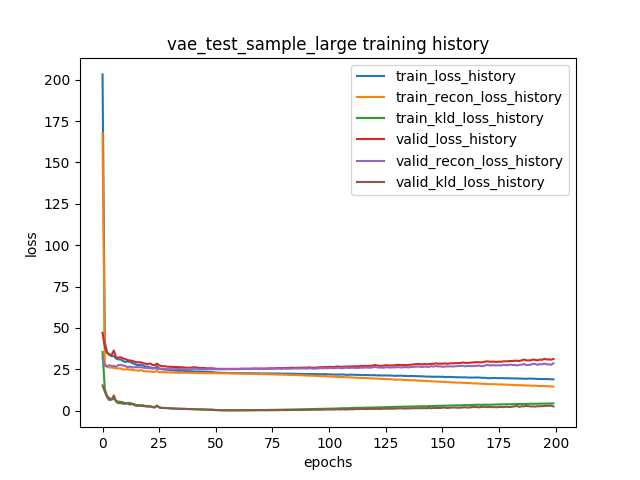 vae_test_sample_large training history
train_loss_history
train_recon_loss_history
train_kld_loss_history
valid_loss_history
valid_recon_loss_history
valid_kld_loss_history
loss
200
175
150
125
100
75
50
25
0
0 25 50 75 100 125 150 175 200
epochs